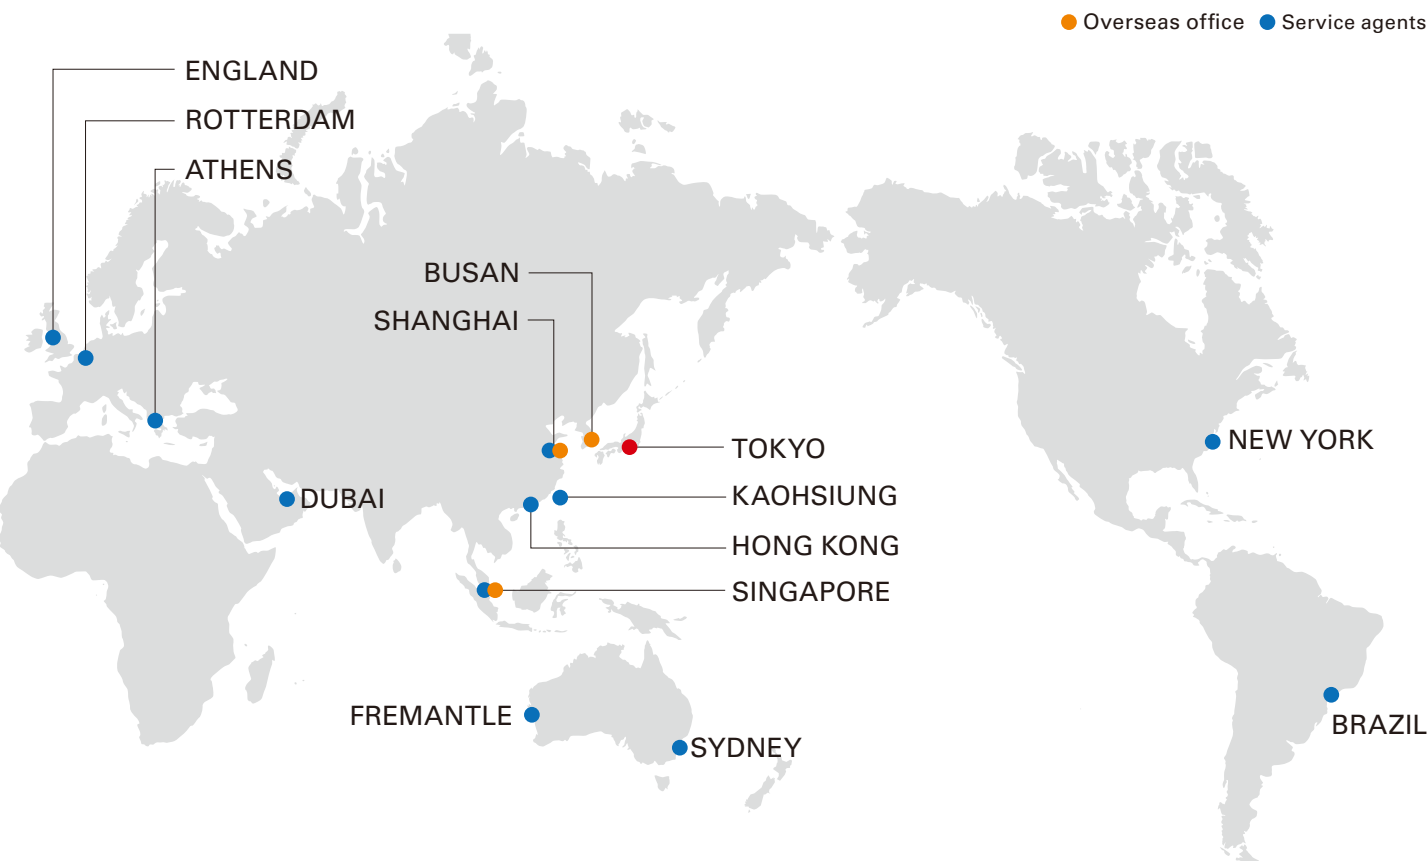 Overseas office
Service agents
ENGLAND
ROTTERDAM
ATHENS
BUSAN
SHANGHAI
TOKYO
NEW YORK
KAOHSIUNG
DUBAI
HONG KONG
SINGAPORE
FREMANTLE
SYDNEY
BRAZIL